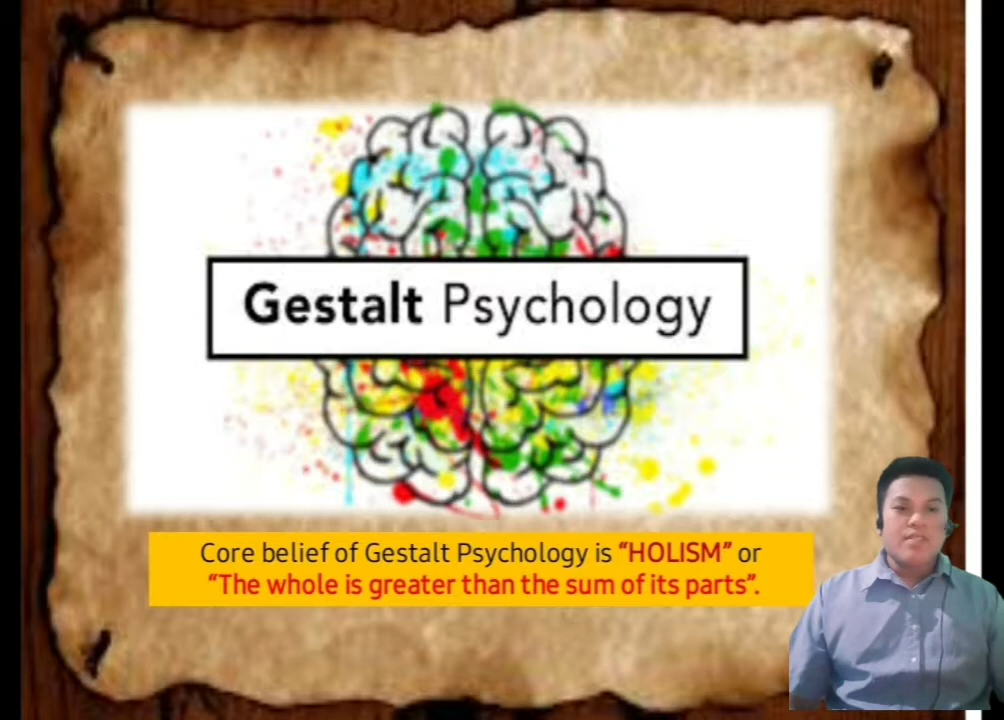 Gestalt Psychology
Core belief of Gestalt Psychology is “HOLISM” or
“The whole is greater than the sum of its parts”.